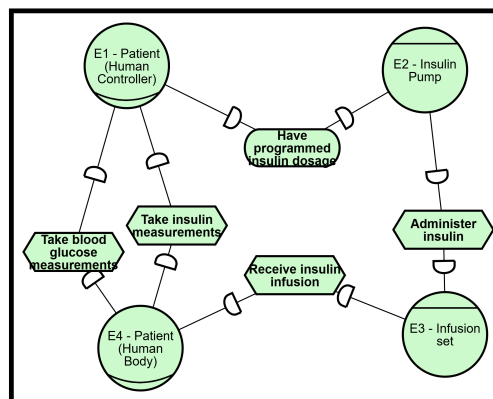 E1 - Patient
(Human
Controller)
E2 - Insulin
Pump
Have
programmed
insulin dosage
Take insulin
measurements
Take blood
glucose
measurements
Administer
insulin
Receive insulin
infusion
E4 - Patient
(Human
Body)
E3 - Infusion
set